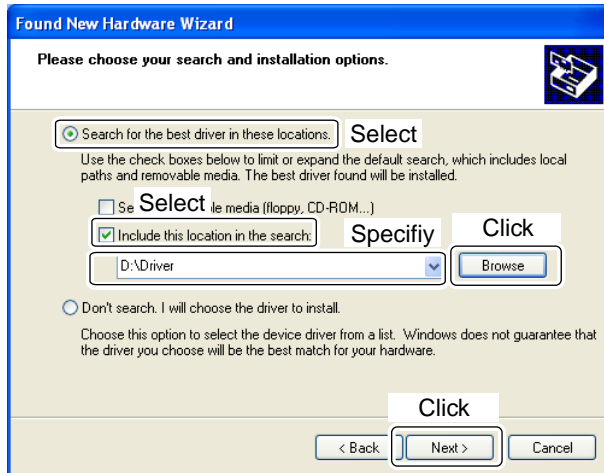 Found New Hardware Wizard
Please choose your search and installation options.
Search for the best driver in these locations. Select
Use the check boxes below to limit or expand the default search, which includes local
paths and removable media. The best driver found will be installed.
Se Select le media (floppy, CD-ROM...)
Include this location in the search: Specifiy Click
D:\Driver Browse
Don't search. I will choose the driver to install.
Choose this option to select the device driver from a list. Windows does not guarantee that
the driver you choose will be the best match for your hardware.
Click
< Back Next > Cancel